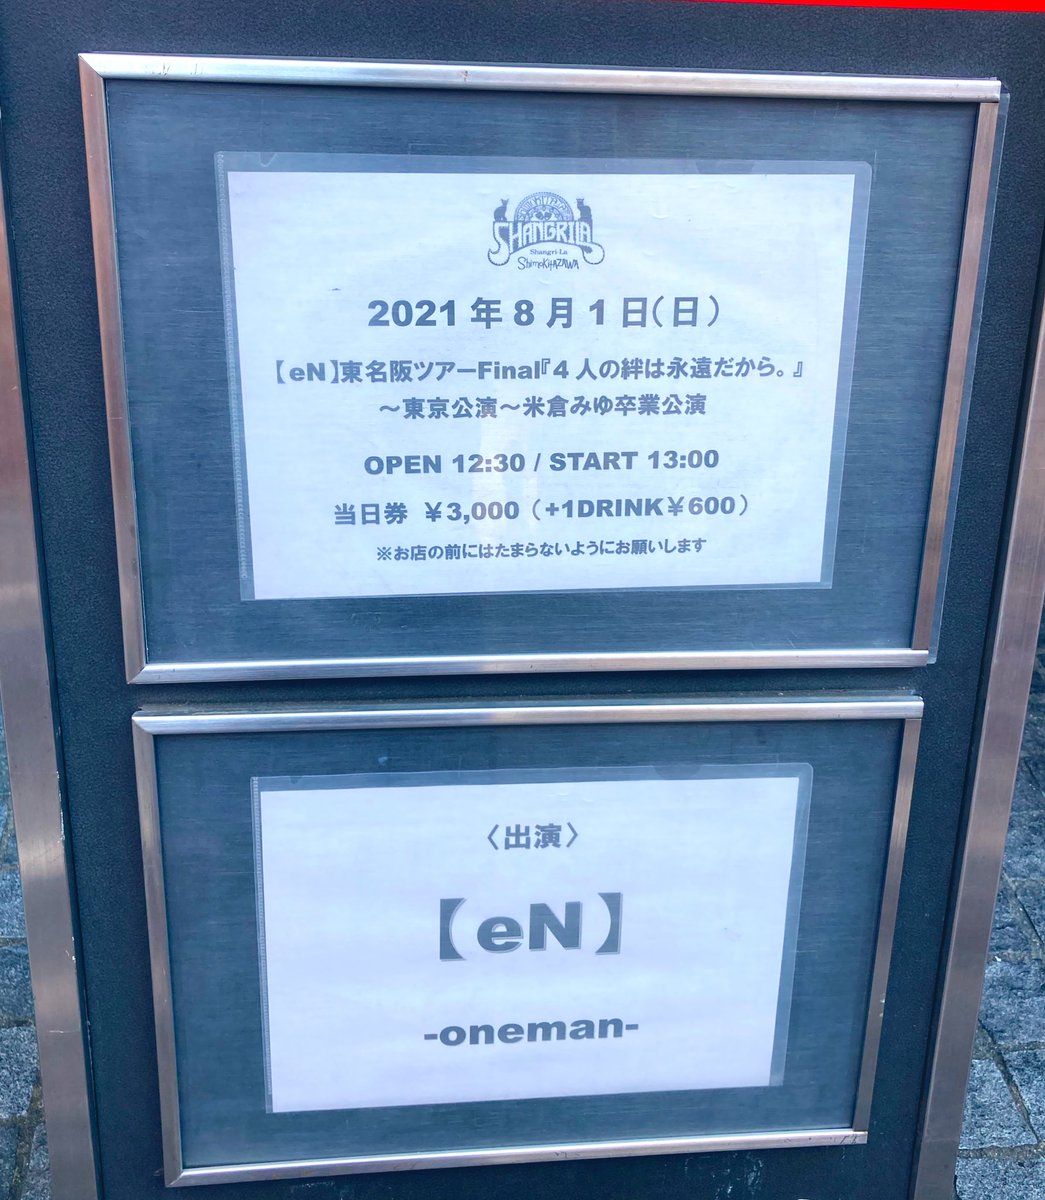 SHANGRILA
Shangri-La
ShimoKitAZAWA
2021年8月1日(日)
【eN】東名阪ツアーFinal『４人の絆は永遠だから。』
～東京公演～米倉みゆ卒業公演
OPEN 12:30 / START 13:00
当日券 ￥3,000（+1DRINK￥600）
※お店の前にはたまらないようにお願いします
〈出演〉
【eN】
-oneman-